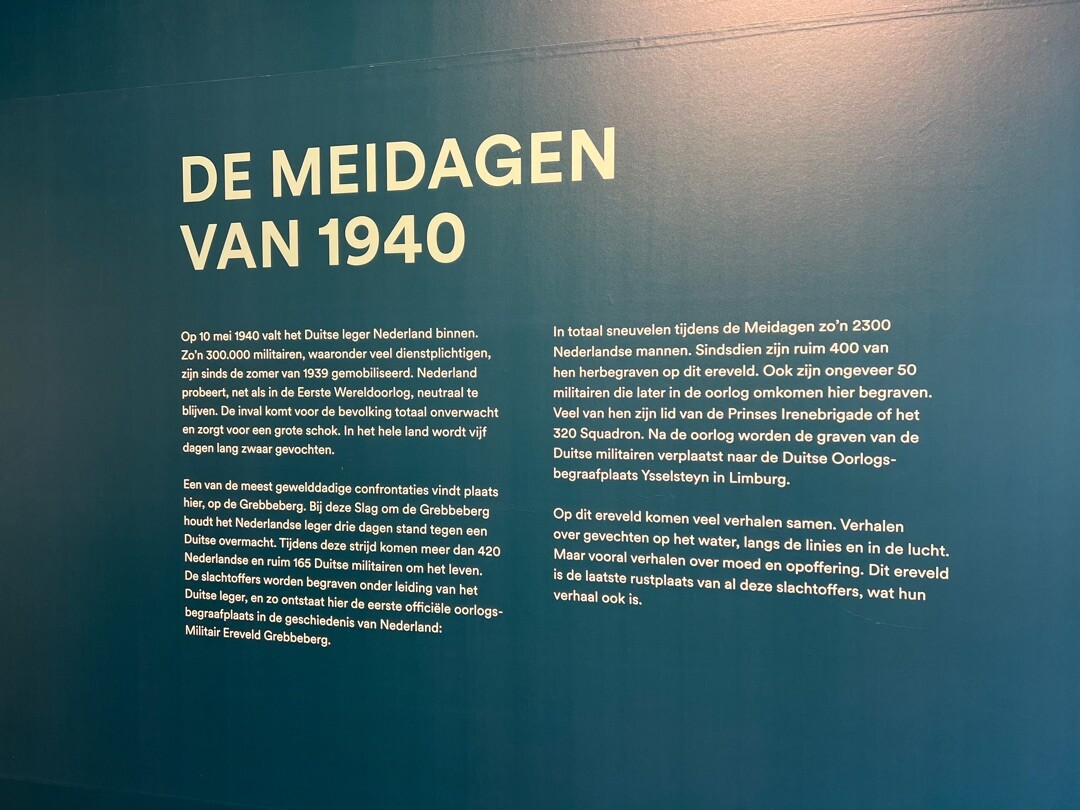 DE MEIDAGEN
VAN 1940
Op 10 mei 1940 valt het Duitse leger Nederland binnen.
Zo'n 300.000 militairen, waaronder veel dienstplichtigen,
zijn sinds de zomer van 1939 gemobiliseerd. Nederland
probeert, net als in de Eerste Wereldoorlog, neutraal te
blijven. De inval komt voor de bevolking totaal onverwacht
en zorgt voor een grote schok. In het hele land wordt vijf
dagen lang zwaar gevochten.
Een van de meest gewelddadige confrontaties vindt plaats
hier, op de Grebbeberg. Bij deze Slag om de Grebbeberg
houdt het Nederlandse leger drie dagen stand tegen een
Duitse overmacht. Tijdens deze strijd komen meer dan 420
Nederlandse en ruim 165 Duitse militairen om het leven.
De slachtoffers worden begraven onder leiding van het
Duitse leger, en zo ontstaat hier de eerste officiële oorlogs-
begraafplaats in de geschiedenis van Nederland:
Militair Ereveld Grebbeberg.
In totaal sneuvelen tijdens de Meidagen zo'n 2300
Nederlandse mannen. Sindsdien zijn ruim 400 van
hen herbegraven op dit ereveld. Ook zijn ongeveer 50
militairen die later in de oorlog omkomen hier begraven.
Veel van hen zijn lid van de Prinses Irenebrigade of het
320 Squadron. Na de oorlog worden de graven van de
Duitse militairen verplaatst naar de Duitse Oorlogs-
begraafplaats Ysselsteyn in Limburg.
Op dit ereveld komen veel verhalen samen. Verhalen
over gevechten op het water, langs de linies en in de lucht.
Maar vooral verhalen over moed en opoffering. Dit ereveld
is de laatste rustplaats van al deze slachtoffers, wat hun
verhaal ook is.